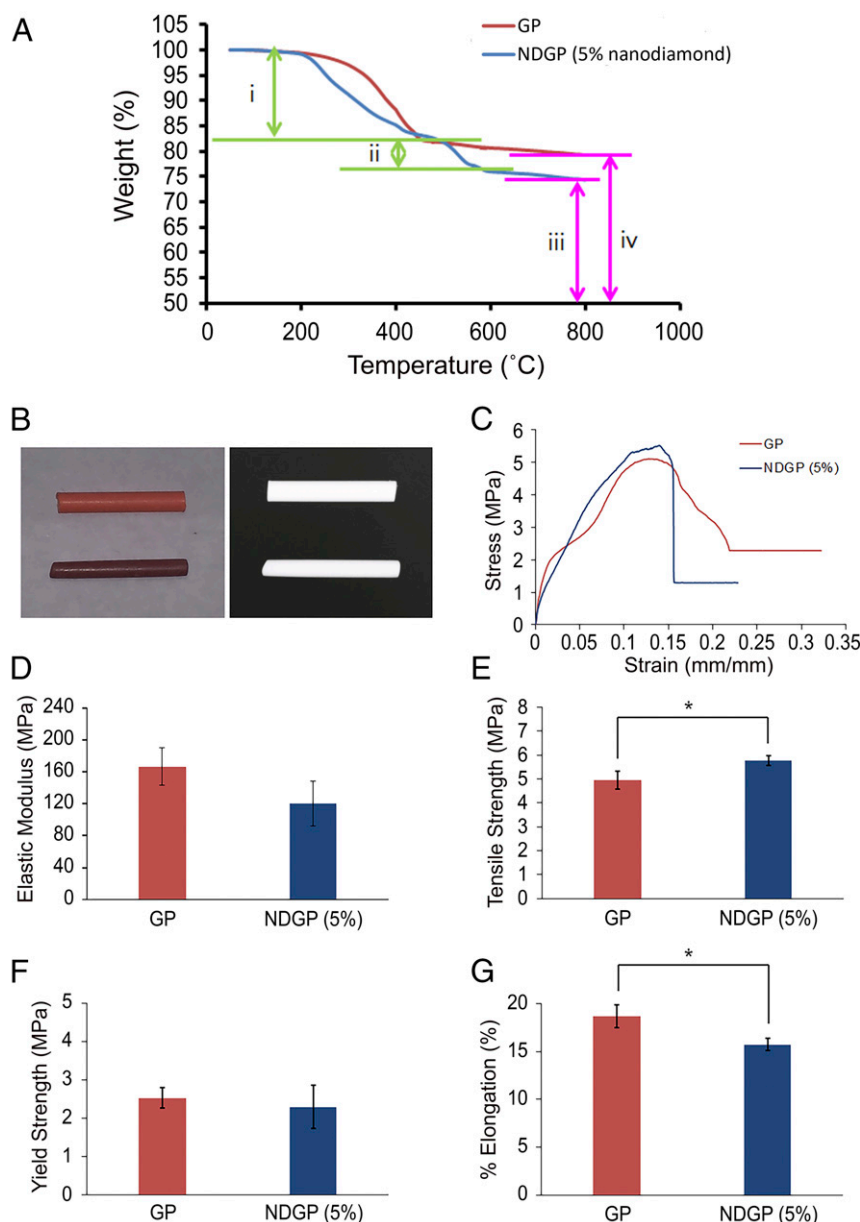 A
GP
NDGP (5% nanodiamond)
105
100
95
90
85
80
75
70
65
60
55
50
Weight (%)
i
ii
iii
iv
0
200
400
600
800
1000
Temperature (˚C)
B
C
6
5
4
3
2
1
0
Stress (MPa)
GP
NDGP (5%)
0
0.05
0.1
0.15
0.2
0.25
0.3
0.35
Strain (mm/mm)
D
240
200
160
120
80
40
0
Elastic Modulus (MPa)
GP
NDGP (5%)
E
8
7
6
5
4
3
2
1
0
Tensile Strength (MPa)
*
GP
NDGP (5%)
F
5
4
3
2
1
0
Yield Strength (MPa)
GP
NDGP (5%)
G
20
15
10
5
0
% Elongation (%)
*
GP
NDGP (5%)